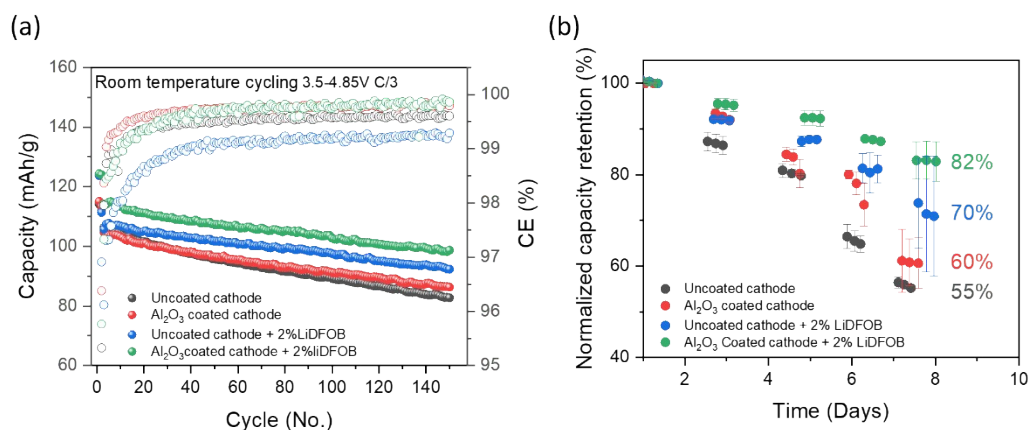 (a)
Room temperature cycling 3.5-4.85V C/3
Capacity (mAh/g)
160
140
120
100
80
60
0
20
40
60
80
100
120
140
Cycle (No.)
CE (%)
100
99
98
97
96
95
Uncoated cathode
Al₂O₃ coated cathode
Uncoated cathode + 2%LiDFOB
Al₂O₃coated cathode + 2%liDFOB
(b)
Normalized capacity retention (%)
100
80
60
40
2
4
6
8
10
Time (Days)
82%
70%
60%
55%
Uncoated cathode
Al₂O₃ coated cathode
Uncoated cathode + 2% LiDFOB
Al₂O₃ Coated cathode + 2% LiDFOB